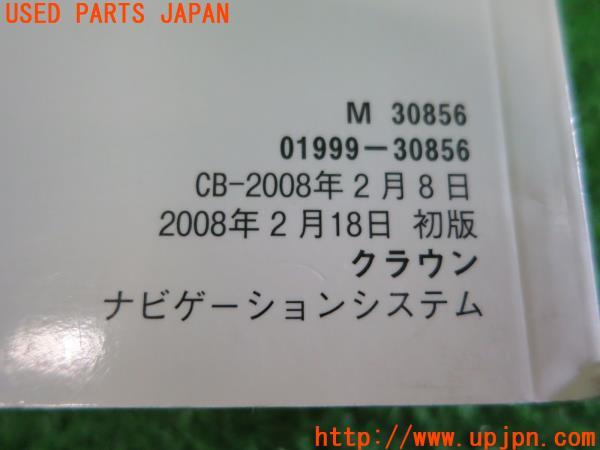 USED PARTS JAPAN
M 30856
01999-30856
CB-2008年2月8日
2008年2月18日 初版
クラウン
ナビゲーションシステム
http://www.upjpn.com